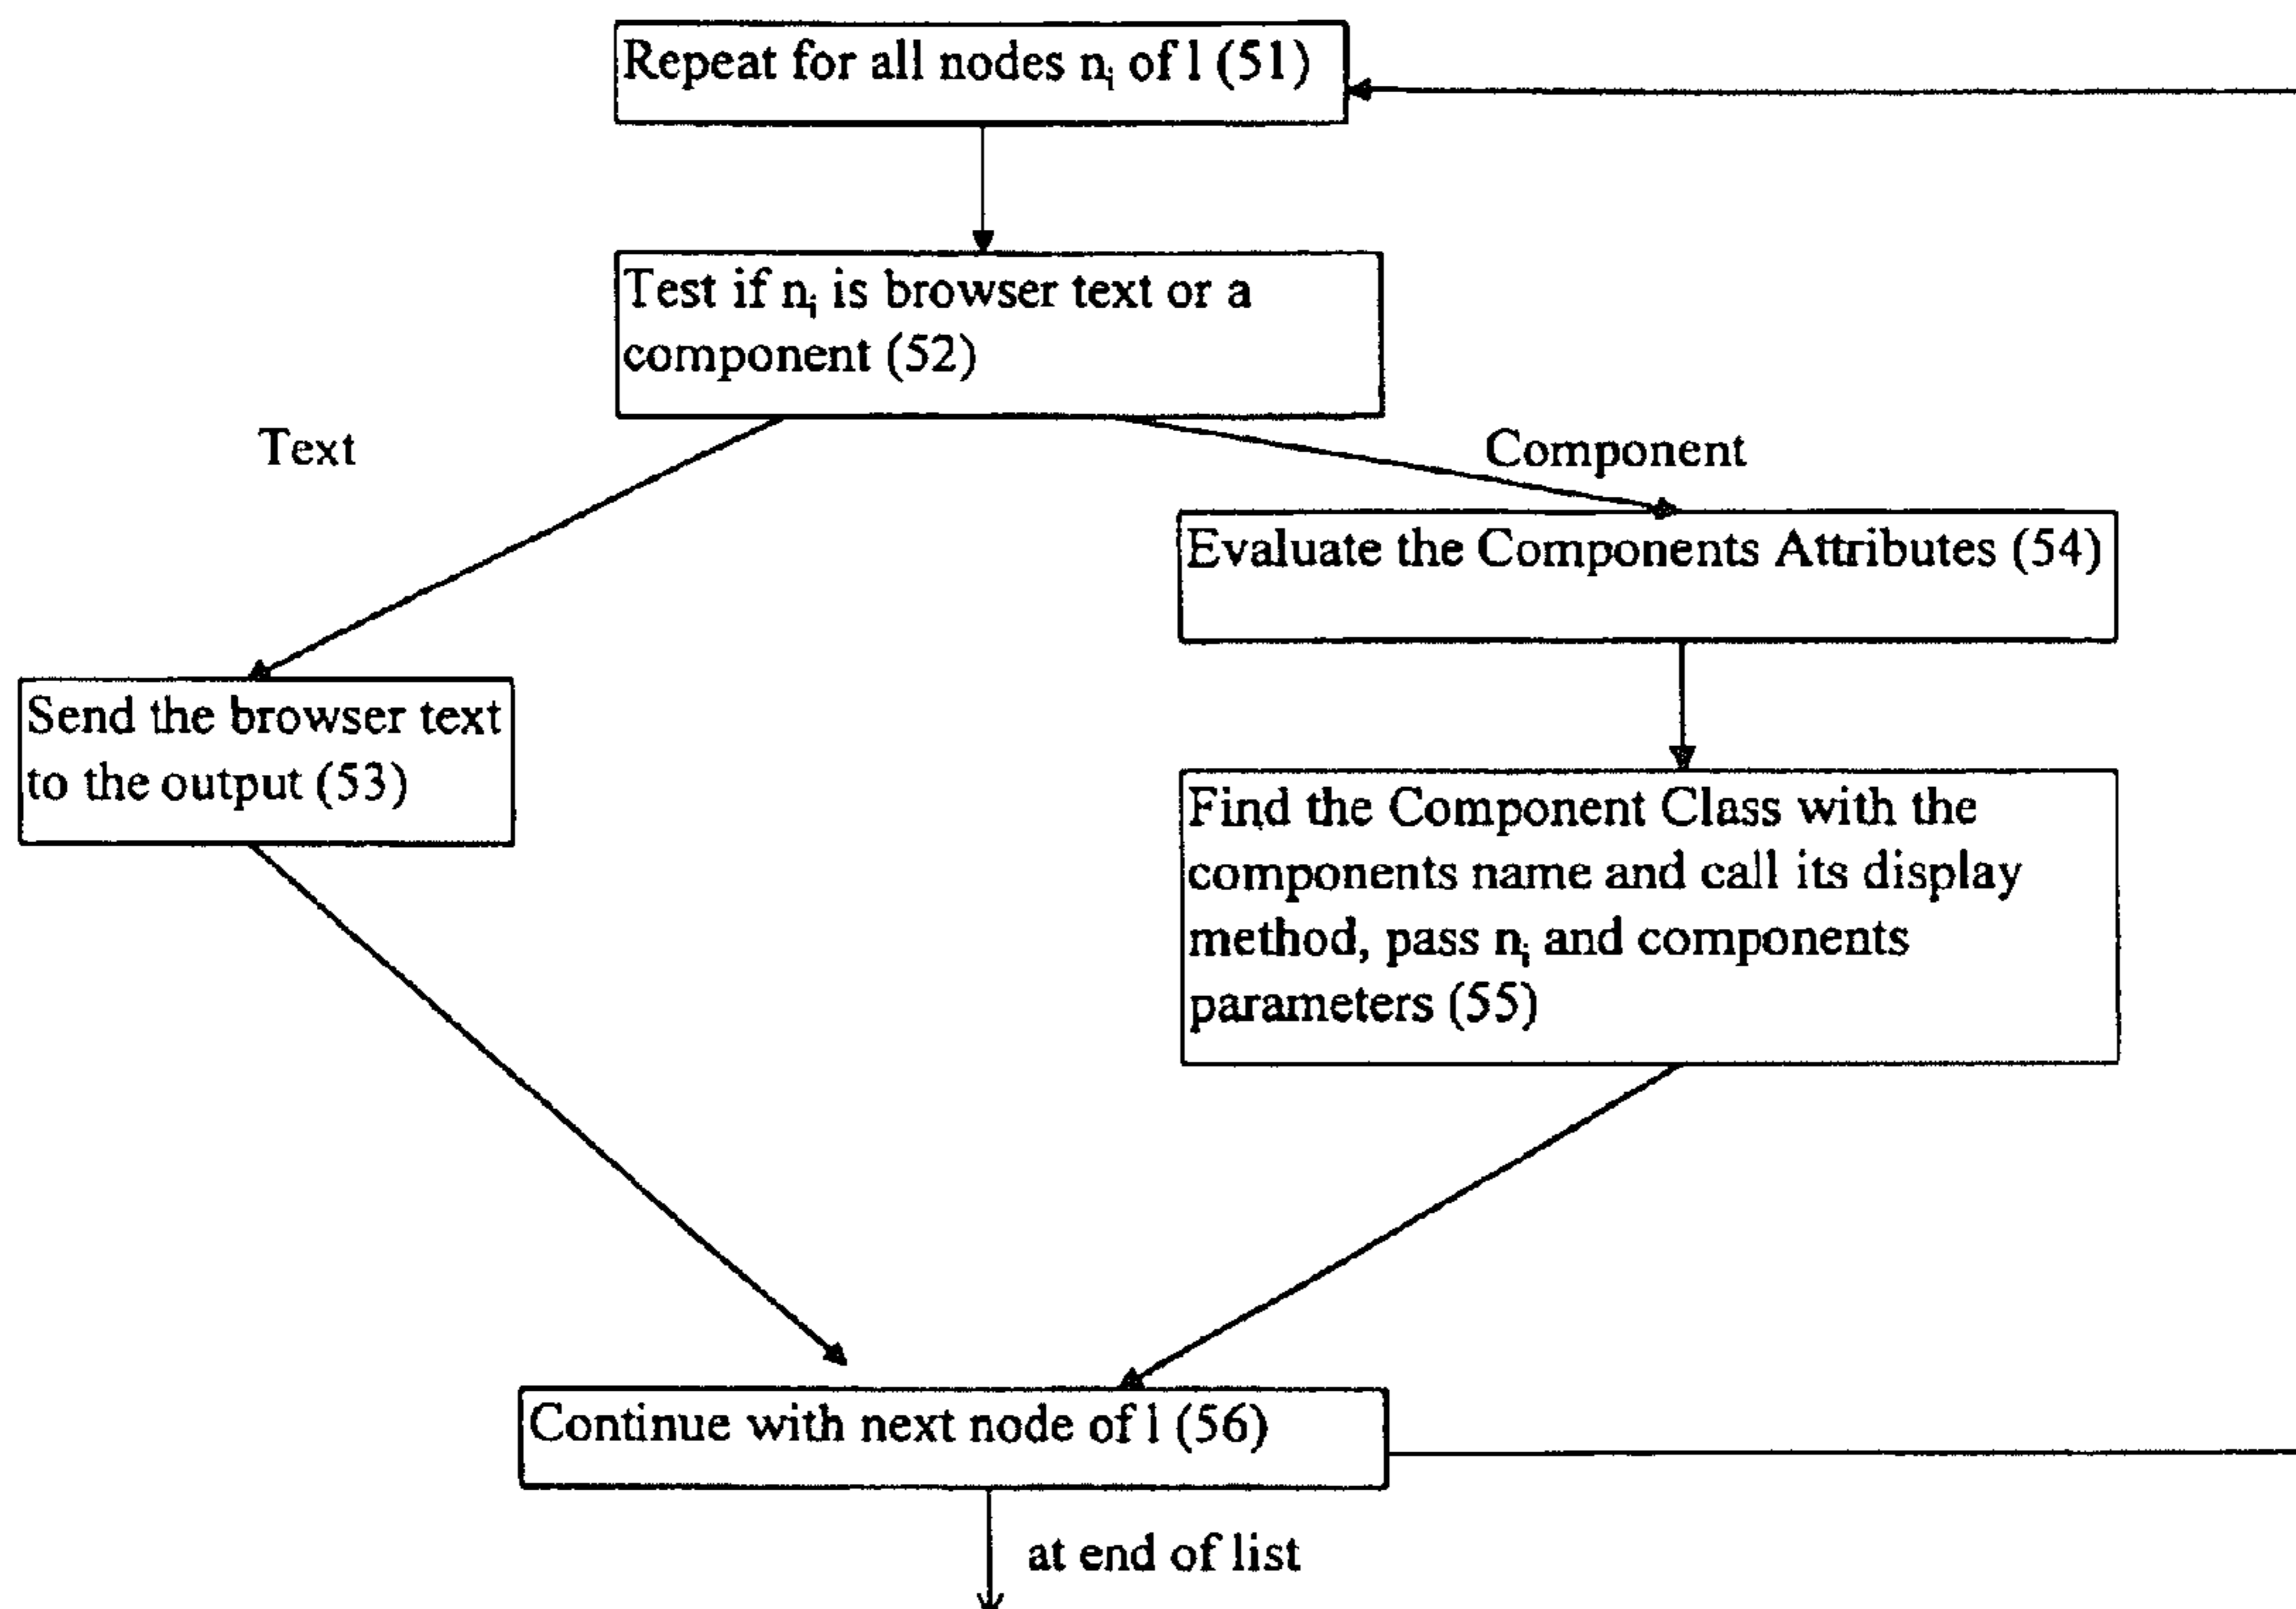 Repeat for all nodes nᵢ of l (51)
Test if nᵢ is browser text or a
component (52)
Text
Component
Evaluate the Components Attributes (54)
Send the browser text
to the output (53)
Find the Component Class with the
components name and call its display
method, pass nᵢ and components
parameters (55)
Continue with next node of l (56)
at end of list